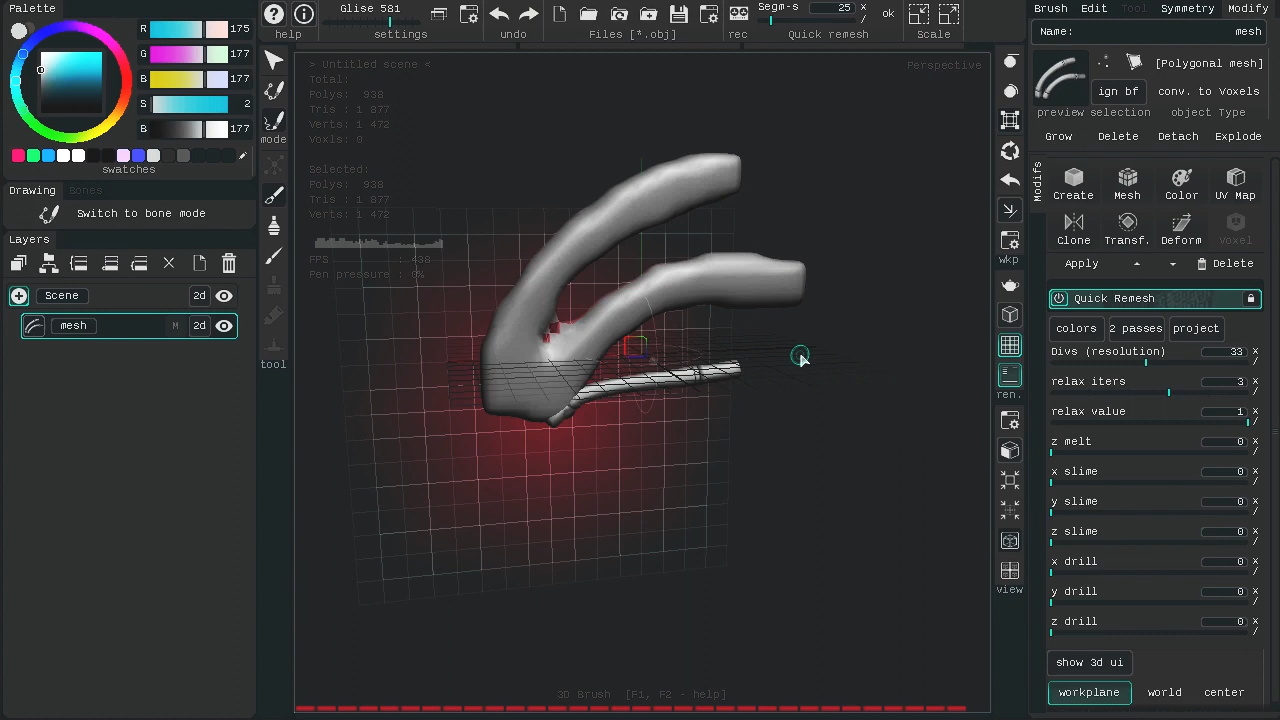 Palette
R 175
G 177
B 177
B 2
B 177
swatches
Drawing Bones
Switch to bone mode
Layers
Scene 2d
mesh M 2d
help
Glise 581
settings
undo
Files [*.obj]
rec
Segm-s 25 X / ok
Quick remesh
Scale
mode
tool
> Untitled scene <
Total:
Polys: 938
Tris : 1 877
Verts: 1 472
Voxls: 0
Selected:
Polys: 938
Tris : 1 877
Verts: 1 472
FPS : 438
Pen pressure : 0%
Perspective
3D Brush [F1, F2 - help]
wkp
ren.
view
Brush Edit Tool Symmetry Modify
Name: mesh
[Polygonal mesh]
ign bf conv. to Voxels
preview selection object Type
Grow Delete Detach Explode
Modifs
Create Mesh Color UV Map
Clone Transf. Deform Voxel
Apply Delete
Quick Remesh
colors 2 passes project
Divs (resolution) 33 X /
relax iters 3 X /
relax value 1 X /
z melt 0 X /
x slime 0 X /
y slime 0 X /
z slime 0 X /
x drill 0 X /
y drill 0 X /
z drill 0 X /
show 3d ui
workplane world center